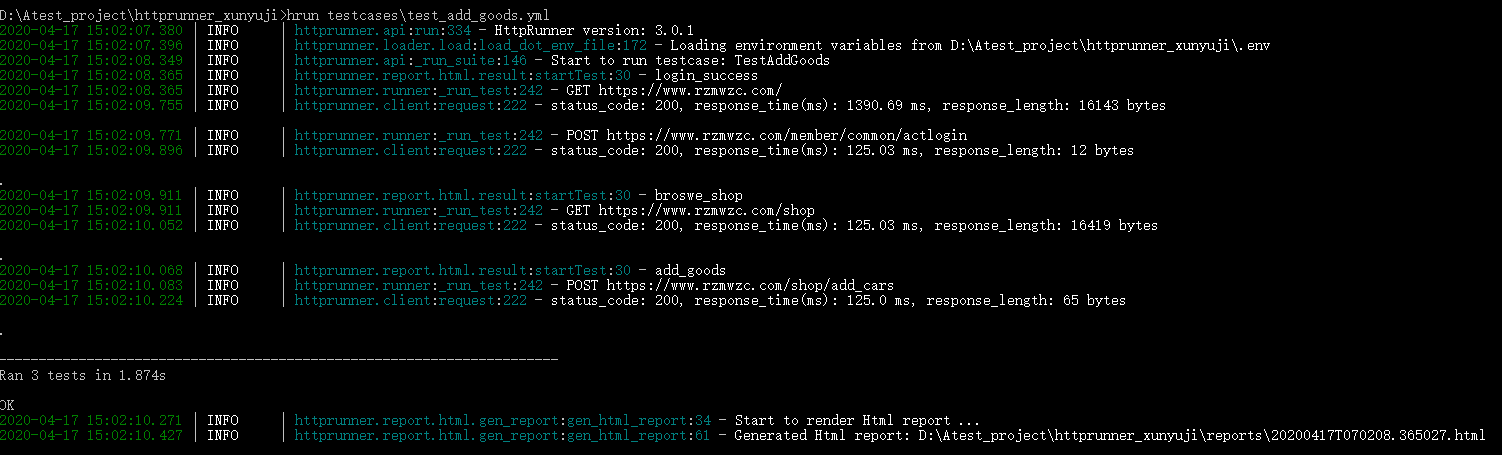 D:\Atest_project\httprunner_xunyuji>hrun testcases\test_add_goods.yml
2020-04-17 15:02:07.380 | INFO     | httprunner.api:run:334 - HttpRunner version: 3.0.1
2020-04-17 15:02:07.396 | INFO     | httprunner.loader.load:load_dot_env_file:172 - Loading environment variables from D:\Atest_project\httprunner_xunyuji\.env
2020-04-17 15:02:08.349 | INFO     | httprunner.api:_run_suite:146 - Start to run testcase: TestAddGoods
2020-04-17 15:02:08.365 | INFO     | httprunner.report.html.result:startTest:30 - login_success
2020-04-17 15:02:08.365 | INFO     | httprunner.runner:_run_test:242 - GET https://www.rzmwzc.com/
2020-04-17 15:02:09.755 | INFO     | httprunner.client:request:222 - status_code: 200, response_time(ms): 1390.69 ms, response_length: 16143 bytes
2020-04-17 15:02:09.771 | INFO     | httprunner.runner:_run_test:242 - POST https://www.rzmwzc.com/member/common/actlogin
2020-04-17 15:02:09.896 | INFO     | httprunner.client:request:222 - status_code: 200, response_time(ms): 125.03 ms, response_length: 12 bytes
.
2020-04-17 15:02:09.911 | INFO     | httprunner.report.html.result:startTest:30 - broswe_shop
2020-04-17 15:02:09.911 | INFO     | httprunner.runner:_run_test:242 - GET https://www.rzmwzc.com/shop
2020-04-17 15:02:10.052 | INFO     | httprunner.client:request:222 - status_code: 200, response_time(ms): 125.03 ms, response_length: 16419 bytes
.
2020-04-17 15:02:10.068 | INFO     | httprunner.report.html.result:startTest:30 - add_goods
2020-04-17 15:02:10.083 | INFO     | httprunner.runner:_run_test:242 - POST https://www.rzmwzc.com/shop/add_cars
2020-04-17 15:02:10.224 | INFO     | httprunner.client:request:222 - status_code: 200, response_time(ms): 125.0 ms, response_length: 65 bytes
.
----------------------------------------------------------------------
Ran 3 tests in 1.874s
OK
2020-04-17 15:02:10.271 | INFO     | httprunner.report.html.gen_report:gen_html_report:34 - Start to render Html report ...
2020-04-17 15:02:10.427 | INFO     | httprunner.report.html.gen_report:gen_html_report:61 - Generated Html report: D:\Atest_project\httprunner_xunyuji\reports\20200417T070208.365027.html